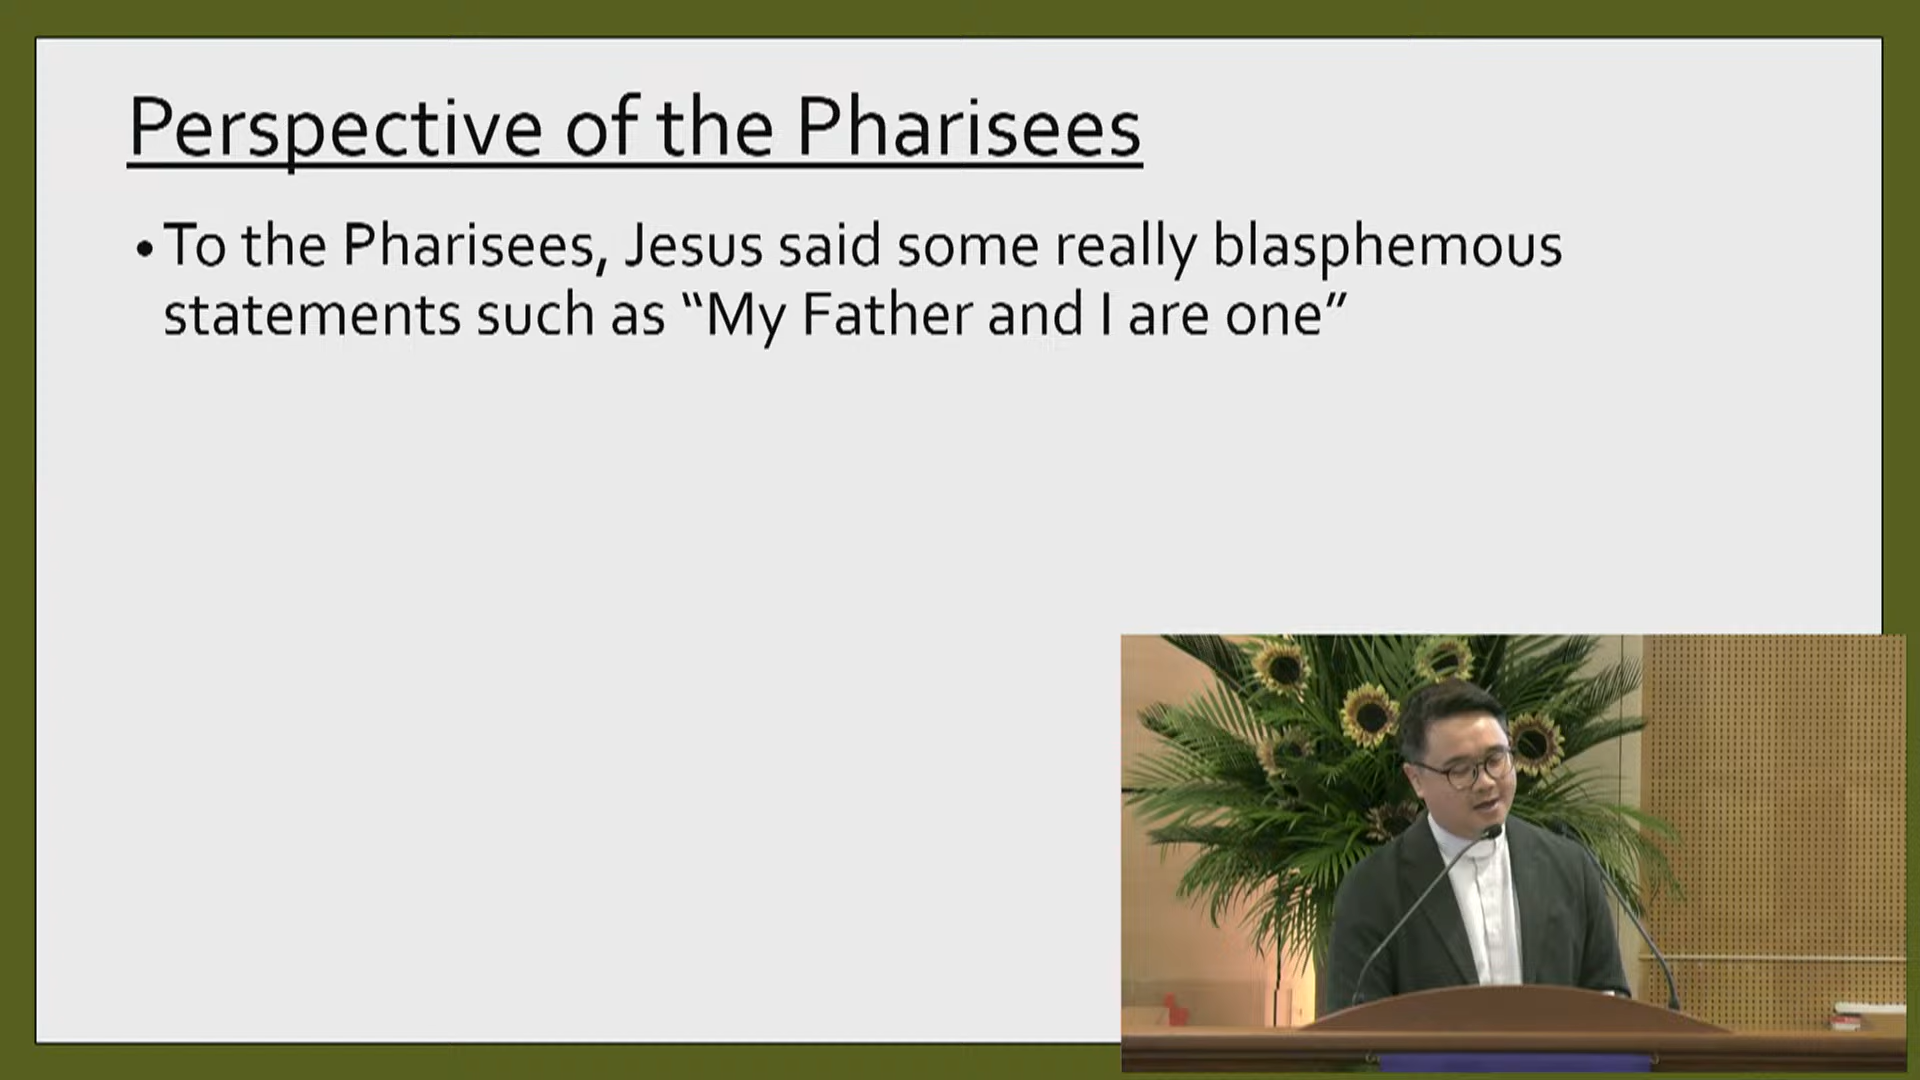 Perspective of the Pharisees
•To the Pharisees, Jesus said some really blasphemous
statements such as “My Father and I are one”